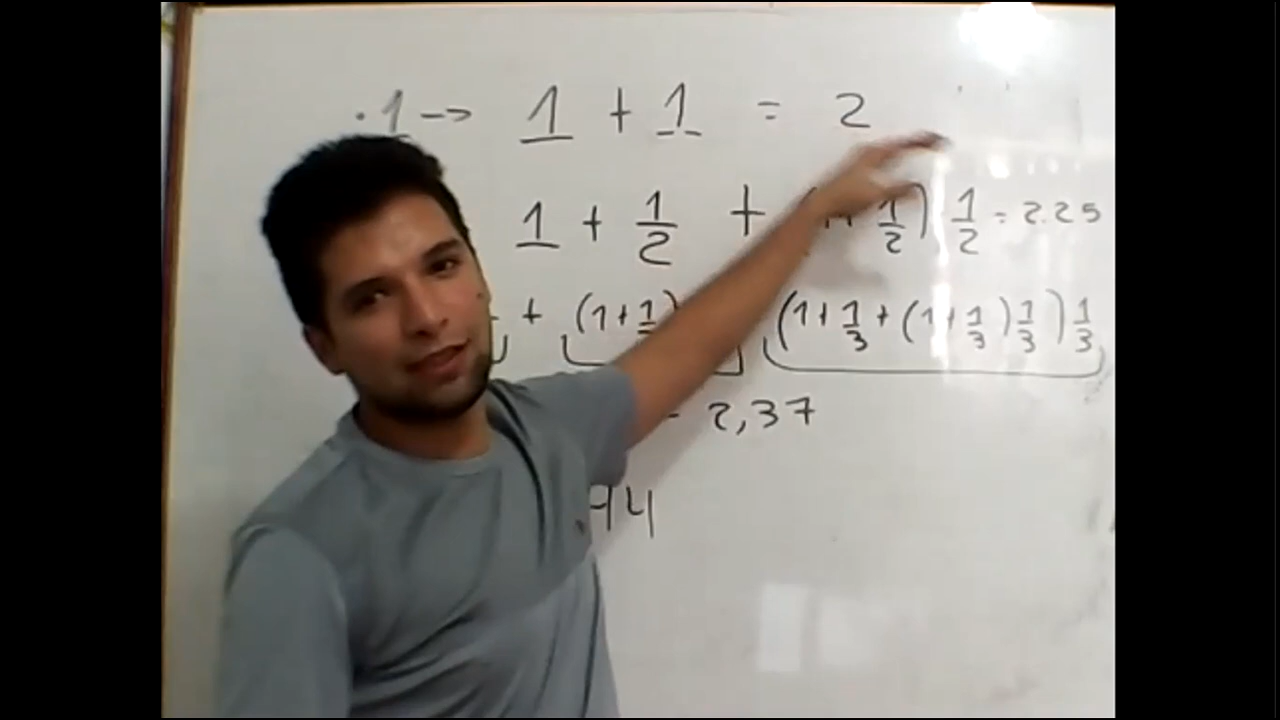 · 1 → 1 + 1 = 2
1 + 1/2 + (1 + 1/2) 1/2 = 2.25
+ (1 + 1/3) (1 + 1/3 + (1 + 1/3) 1/3) 1/3
= 2,37
94